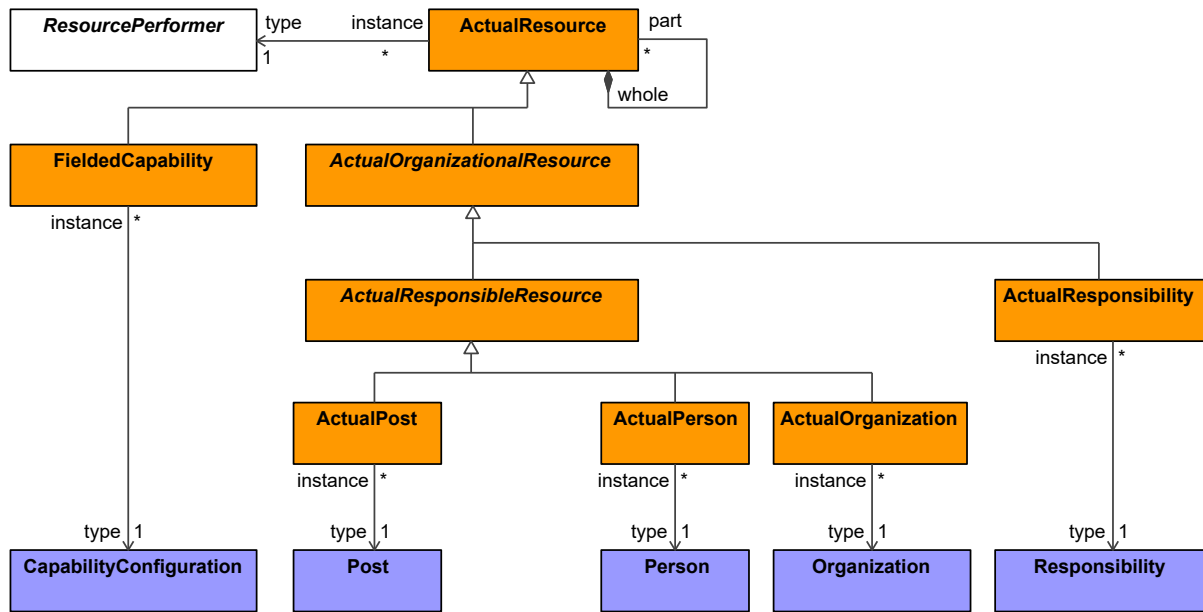 ResourcePerformer
type
instance
1
*
ActualResource
part
*
whole
FieldedCapability
ActualOrganizationalResource
instance *
ActualResponsibleResource
ActualResponsibility
instance *
ActualPost
ActualPerson
ActualOrganization
instance *
instance *
instance *
type 1
type 1
type 1
type 1
type 1
CapabilityConfiguration
Post
Person
Organization
Responsibility